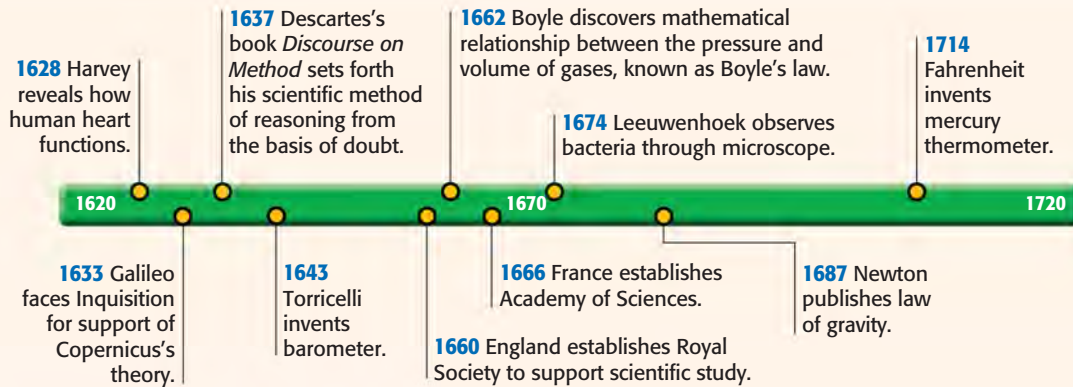 1628 Harvey
reveals how
human heart
functions.
1637 Descartes's
book Discourse on
Method sets forth
his scientific method
of reasoning from
the basis of doubt.
1662 Boyle discovers mathematical
relationship between the pressure and
volume of gases, known as Boyle's law.
1674 Leeuwenhoek observes
bacteria through microscope.
1714
Fahrenheit
invents
mercury
thermometer.
1620
1670
1720
1633 Galileo
faces Inquisition
for support of
Copernicus's
theory.
1643
Torricelli
invents
barometer.
1660 England establishes Royal
Society to support scientific study.
1666 France establishes
Academy of Sciences.
1687 Newton
publishes law
of gravity.